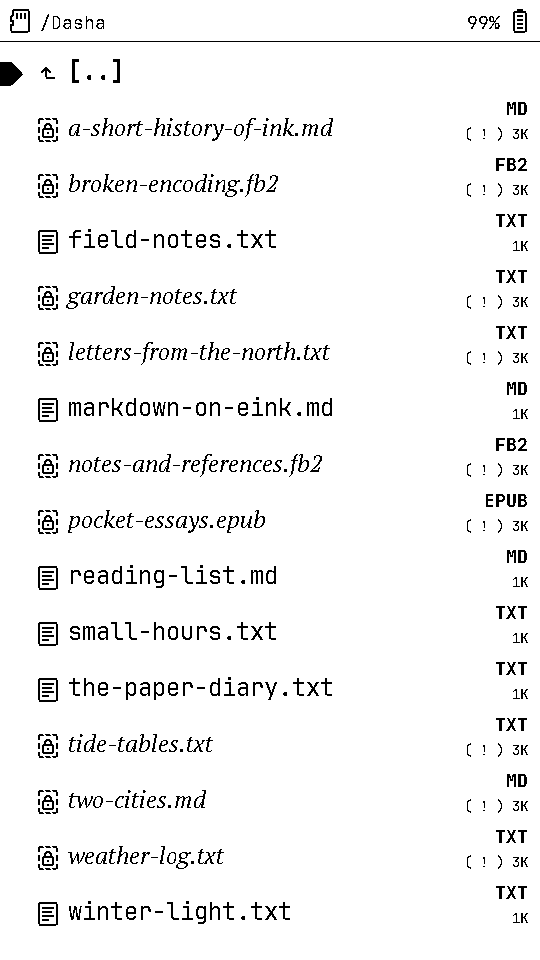 /Dasha 99%
[..]
a-short-history-of-ink.md MD
( ! ) 3K
broken-encoding.fb2 FB2
( ! ) 3K
field-notes.txt TXT
1K
garden-notes.txt TXT
( ! ) 3K
letters-from-the-north.txt TXT
( ! ) 3K
markdown-on-eink.md MD
1K
notes-and-references.fb2 FB2
( ! ) 3K
pocket-essays.epub EPUB
( ! ) 3K
reading-list.md MD
1K
small-hours.txt TXT
1K
the-paper-diary.txt TXT
1K
tide-tables.txt TXT
( ! ) 3K
two-cities.md MD
( ! ) 3K
weather-log.txt TXT
( ! ) 3K
winter-light.txt TXT
1K